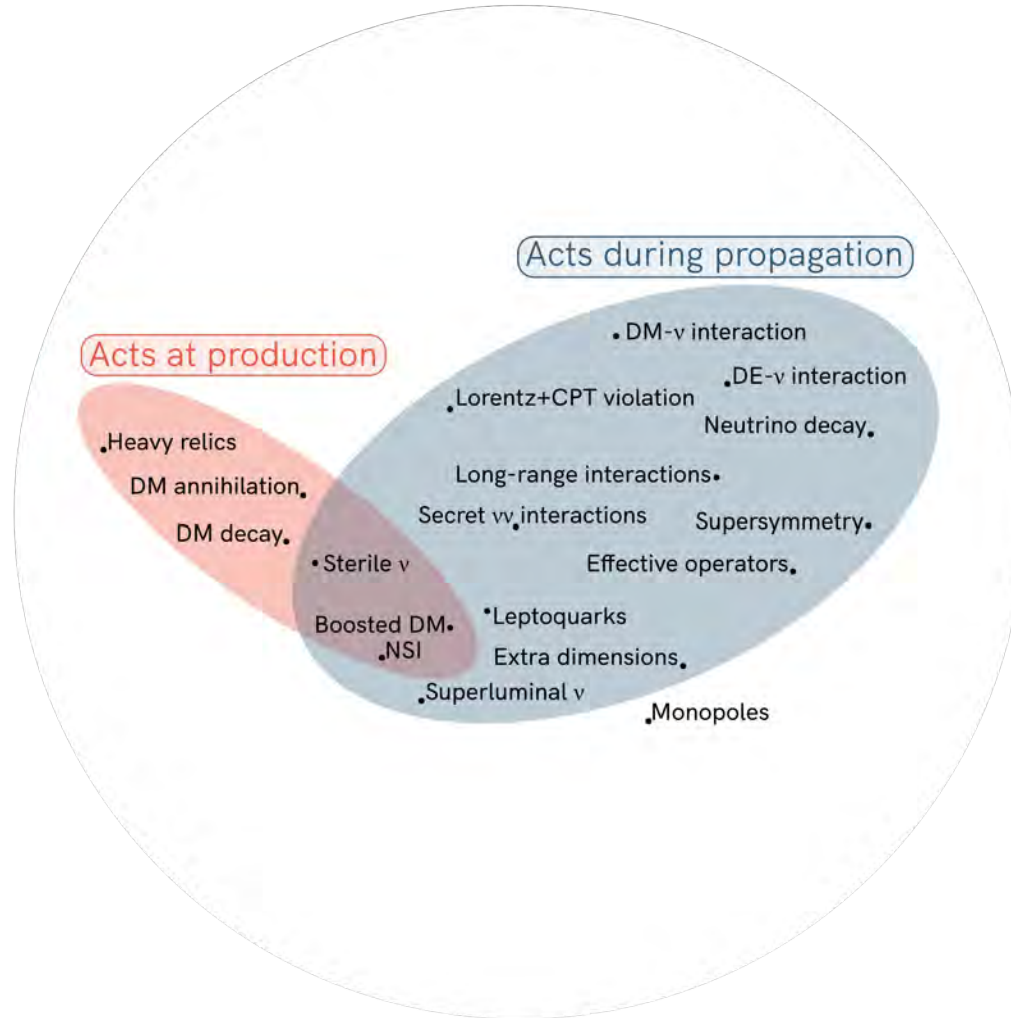 Acts during propagation
DM-ν interaction
Acts at production
DE-ν interaction
Lorentz+CPT violation
Neutrino decay
Heavy relics
Long-range interactions
DM annihilation
Secret νν interactions
Supersymmetry
DM decay
Sterile ν
Effective operators
Boosted DM
Leptoquarks
NSI
Extra dimensions
Superluminal ν
Monopoles